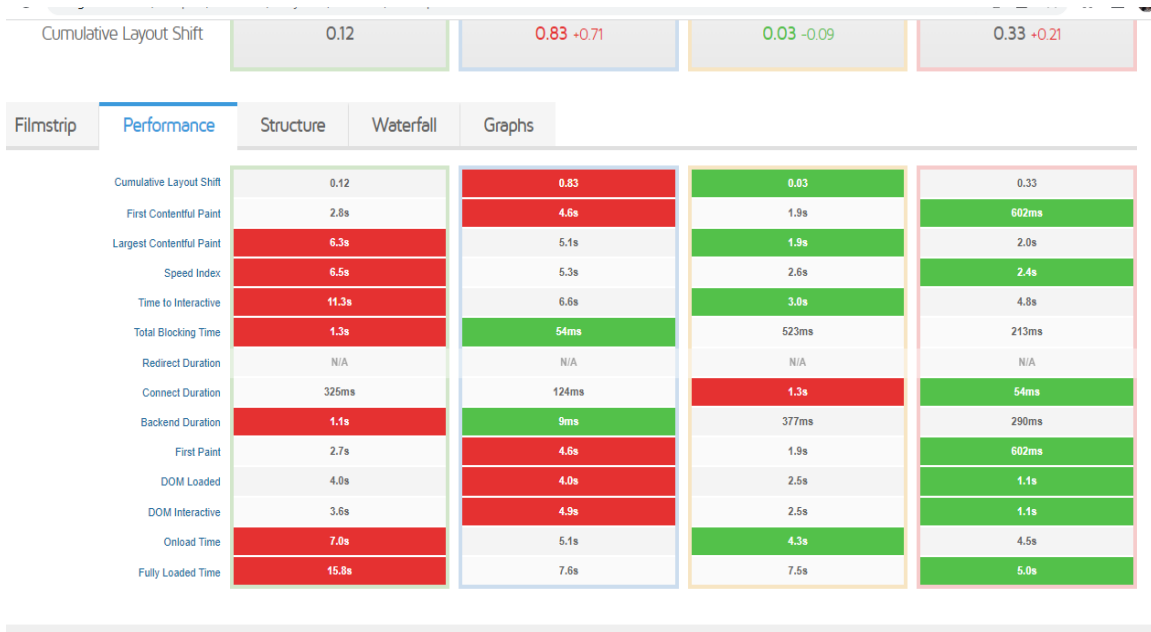 Cumulative Layout Shift 0.12 0.83 +0.71 0.03 -0.09 0.33 +0.21
Filmstrip Performance Structure Waterfall Graphs
Cumulative Layout Shift 0.12 0.83 0.03 0.33
First Contentful Paint 2.8s 4.6s 1.9s 602ms
Largest Contentful Paint 6.3s 5.1s 1.9s 2.0s
Speed Index 6.5s 5.3s 2.6s 2.4s
Time to Interactive 11.3s 6.6s 3.0s 4.8s
Total Blocking Time 1.3s 54ms 523ms 213ms
Redirect Duration N/A N/A N/A N/A
Connect Duration 325ms 124ms 1.3s 54ms
Backend Duration 1.1s 9ms 377ms 290ms
First Paint 2.7s 4.6s 1.9s 602ms
DOM Loaded 4.0s 4.0s 2.5s 1.1s
DOM Interactive 3.6s 4.9s 2.5s 1.1s
Onload Time 7.0s 5.1s 4.3s 4.5s
Fully Loaded Time 15.8s 7.6s 7.5s 5.0s